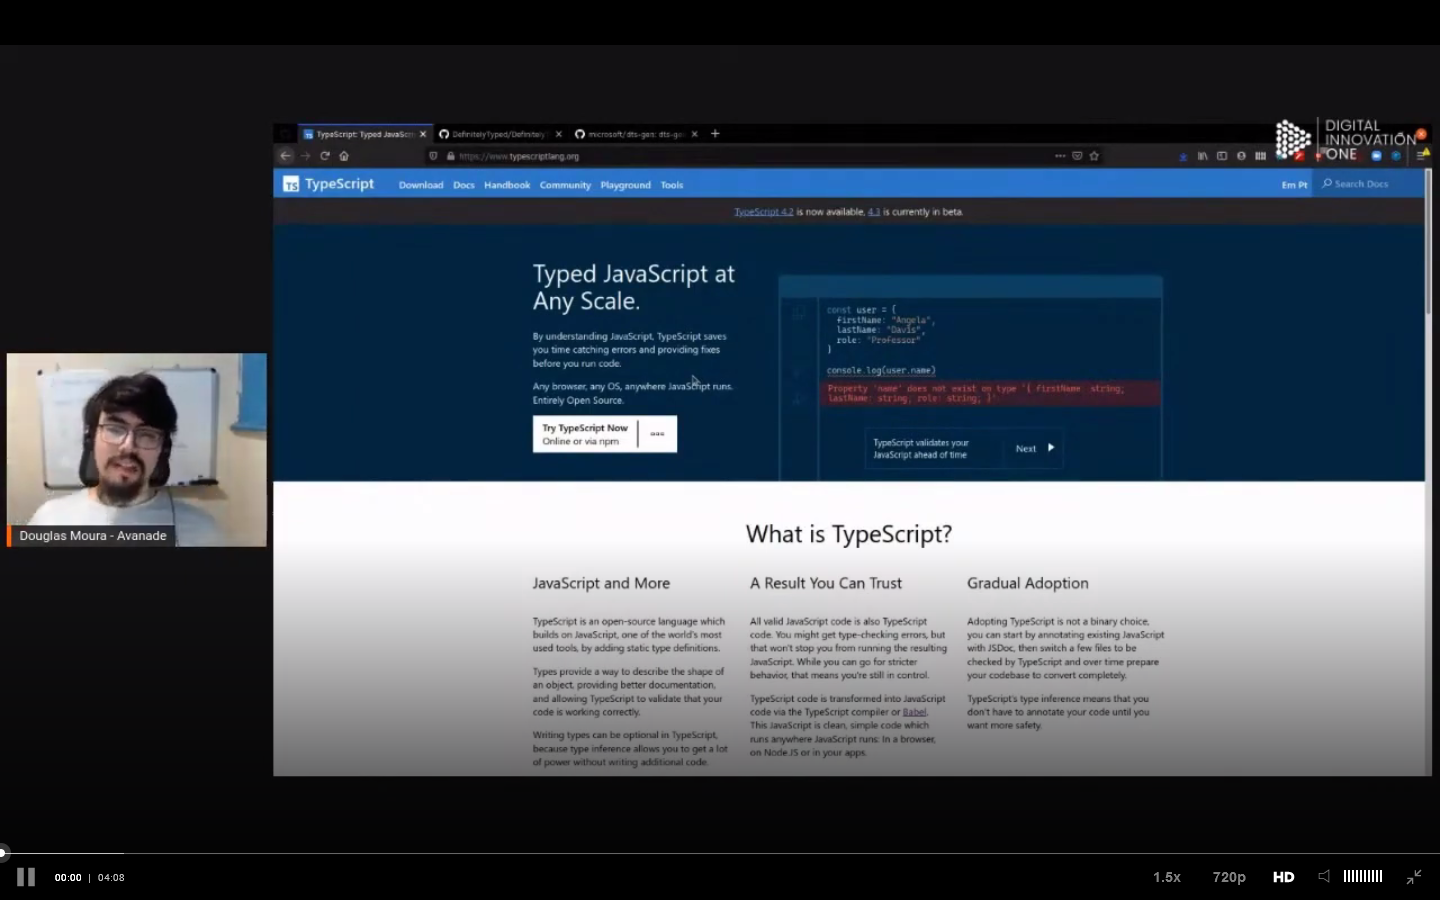 TypeScript: Typed JavaScri
DefinitelyTyped/Definitely
microsoft/dts-gen: dts-ge
DIGITAL
INNOVATION
ONE
https://www.typescriptlang.org
TS TypeScript
Download Docs Handbook Community Playground Tools
Em Pt
Search Docs
TypeScript 4.2 is now available, 4.3 is currently in beta.
Typed JavaScript at
Any Scale.
By understanding JavaScript, TypeScript saves
you time catching errors and providing fixes
before you run code.
Any browser, any OS, anywhere JavaScript runs.
Entirely Open Source.
Try TypeScript Now
Online or via npm
const user = {
firstName: "Angela",
lastName: "Davis",
role: "Professor"
}
console.log(user.name)
Property 'name' does not exist on type '{ firstName: string;
lastName: string; role: string; }'
TypeScript validates your
JavaScript ahead of time
Next
Douglas Moura - Avanade
What is TypeScript?
JavaScript and More
TypeScript is an open-source language which
builds on JavaScript, one of the world's most
used tools, by adding static type definitions.
Types provide a way to describe the shape of
an object, providing better documentation,
and allowing TypeScript to validate that your
code is working correctly.
Writing types can be optional in TypeScript,
because type inference allows you to get a lot
of power without writing additional code.
A Result You Can Trust
All valid JavaScript code is also TypeScript
code. You might get type-checking errors, but
that won't stop you from running the resulting
JavaScript. While you can go for stricter
behavior, that means you're still in control.
TypeScript code is transformed into JavaScript
code via the TypeScript compiler or Babel.
This JavaScript is clean, simple code which
runs anywhere JavaScript runs: In a browser,
on Node.JS or in your apps.
Gradual Adoption
Adopting TypeScript is not a binary choice,
you can start by annotating existing JavaScript
with JSDoc, then switch a few files to be
checked by TypeScript and over time prepare
your codebase to convert completely.
TypeScript's type inference means that you
don't have to annotate your code until you
want more safety.
00:00 | 04:08
1.5x
720p
HD